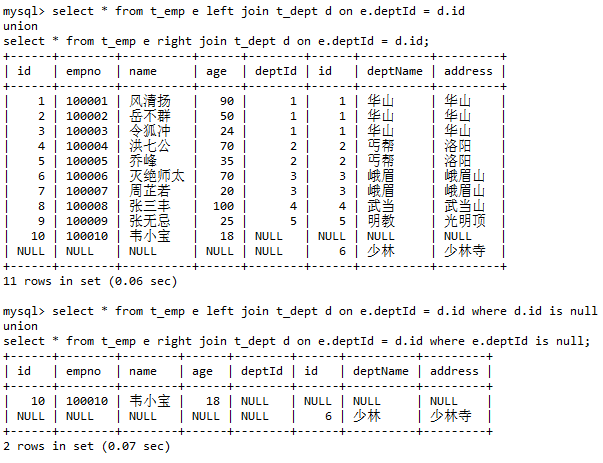 mysql> select * from t_emp e left join t_dept d on e.deptId = d.id
union
select * from t_emp e right join t_dept d on e.deptId = d.id;
+------+--------+----------+------+--------+------+----------+---------+
| id   | empno  | name     | age  | deptId | id   | deptName | address |
+------+--------+----------+------+--------+------+----------+---------+
|    1 | 100001 | 风清扬   |   90 |      1 |    1 | 华山     | 华山    |
|    2 | 100002 | 岳不群   |   50 |      1 |    1 | 华山     | 华山    |
|    3 | 100003 | 令狐冲   |   24 |      1 |    1 | 华山     | 华山    |
|    4 | 100004 | 洪七公   |   70 |      2 |    2 | 丐帮     | 洛阳    |
|    5 | 100005 | 乔峰     |   35 |      2 |    2 | 丐帮     | 洛阳    |
|    6 | 100006 | 灭绝师太 |   70 |      3 |    3 | 峨眉     | 峨眉山  |
|    7 | 100007 | 周芷若   |   20 |      3 |    3 | 峨眉     | 峨眉山  |
|    8 | 100008 | 张三丰   |  100 |      4 |    4 | 武当     | 武当山  |
|    9 | 100009 | 张无忌   |   25 |      5 |    5 | 明教     | 光明顶  |
|   10 | 100010 | 韦小宝   |   18 | NULL   | NULL | NULL     | NULL    |
| NULL | NULL   | NULL     | NULL | NULL   |    6 | 少林     | 少林寺  |
+------+--------+----------+------+--------+------+----------+---------+
11 rows in set (0.06 sec)
mysql> select * from t_emp e left join t_dept d on e.deptId = d.id where d.id is null
union
select * from t_emp e right join t_dept d on e.deptId = d.id where e.deptId is null;
+------+--------+--------+------+--------+------+----------+---------+
| id   | empno  | name   | age  | deptId | id   | deptName | address |
+------+--------+--------+------+--------+------+----------+---------+
|   10 | 100010 | 韦小宝 |   18 | NULL   | NULL | NULL     | NULL    |
| NULL | NULL   | NULL   | NULL | NULL   |    6 | 少林     | 少林寺  |
+------+--------+--------+------+--------+------+----------+---------+
2 rows in set (0.07 sec)